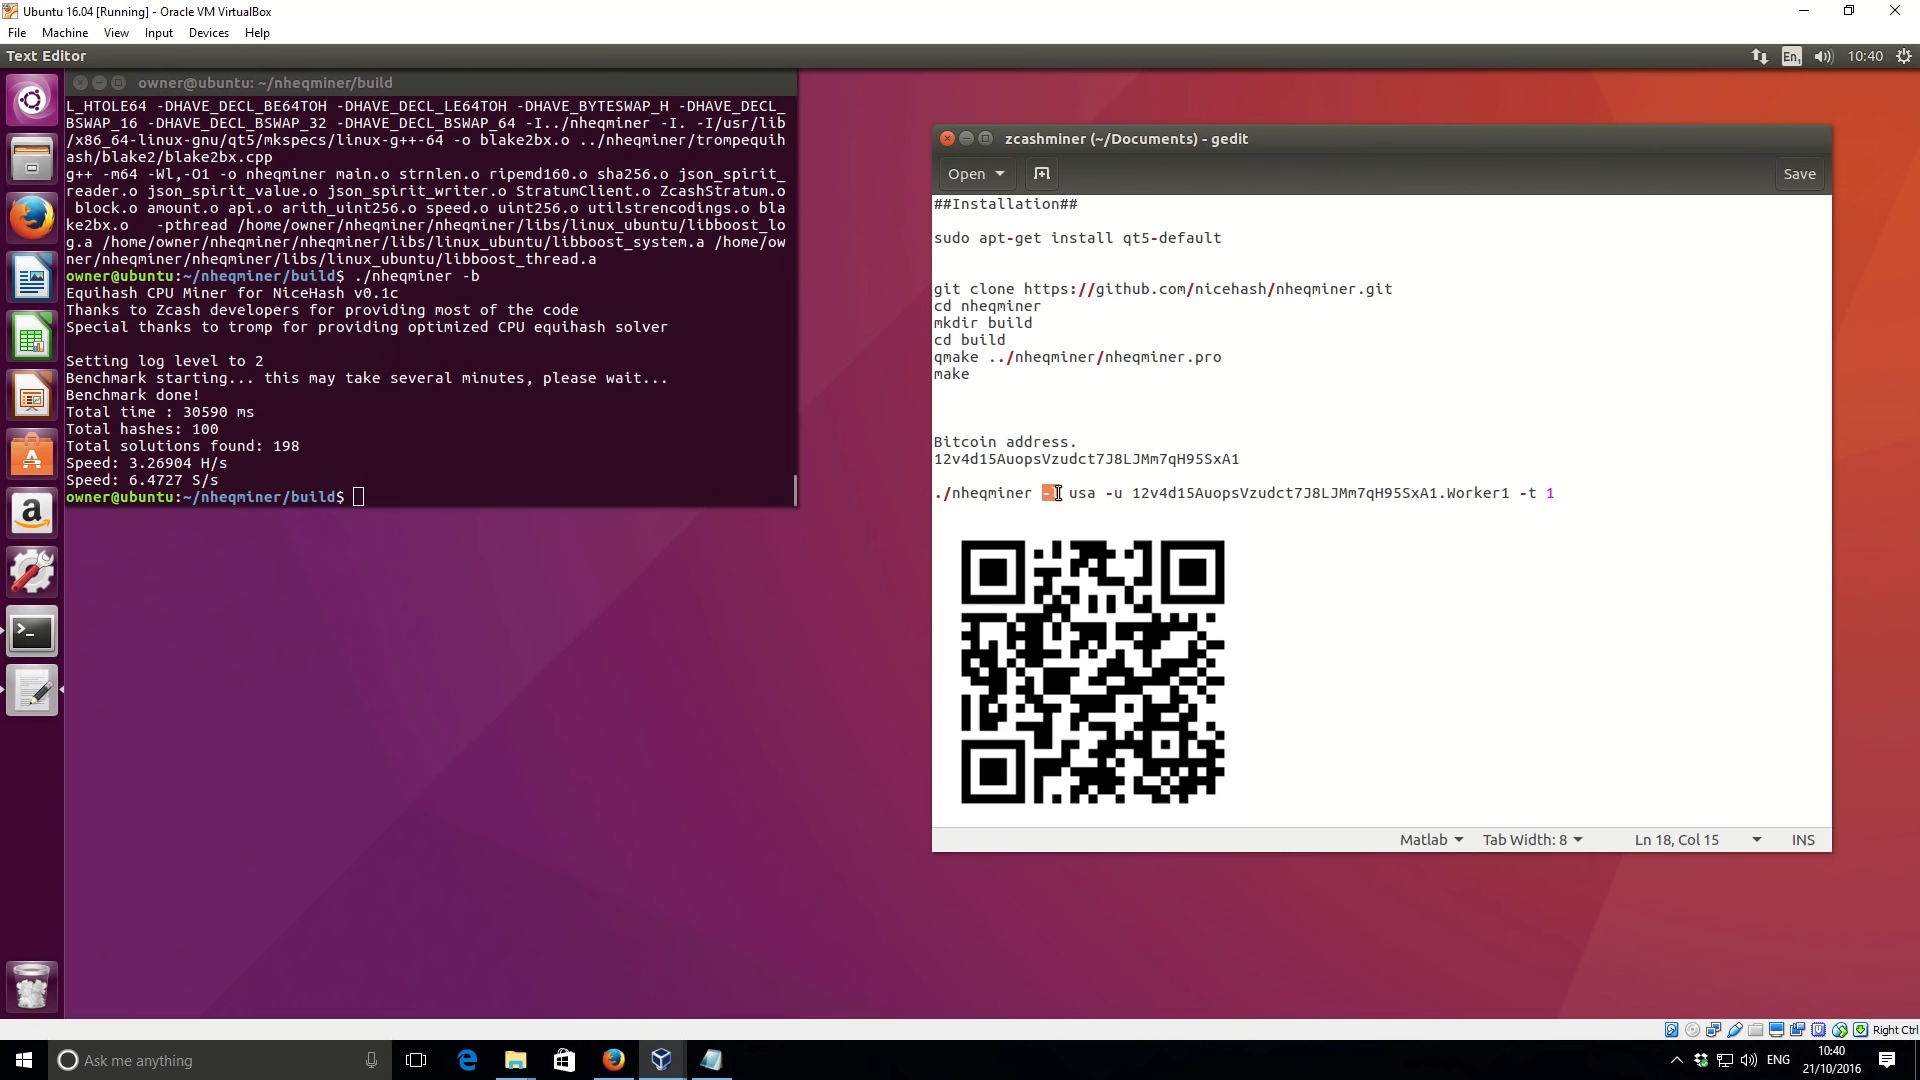 Ubuntu 16.04 [Running] - Oracle VM VirtualBox
File Machine View Input Devices Help
Text Editor
En1
10:40
owner@ubuntu: ~/nheqminer/build
L_HTOLE64 -DHAVE_DECL_BE64TOH -DHAVE_DECL_LE64TOH -DHAVE_BYTESWAP_H -DHAVE_DECL_
BSWAP_16 -DHAVE_DECL_BSWAP_32 -DHAVE_DECL_BSWAP_64 -I../nheqminer -I. -I/usr/lib
/x86_64-linux-gnu/qt5/mkspecs/linux-g++-64 -o blake2bx.o ../nheqminer/trompequih
ash/blake2/blake2bx.cpp
g++ -m64 -Wl,-O1 -o nheqminer main.o strnlen.o ripemd160.o sha256.o json_spirit_
reader.o json_spirit_value.o json_spirit_writer.o StratumClient.o ZcashStratum.o
block.o amount.o api.o arith_uint256.o speed.o uint256.o utilstrencodings.o bla
ke2bx.o -pthread /home/owner/nheqminer/nheqminer/libs/linux_ubuntu/libboost_lo
g.a /home/owner/nheqminer/nheqminer/libs/linux_ubuntu/libboost_system.a /home/ow
ner/nheqminer/nheqminer/libs/linux_ubuntu/libboost_thread.a
owner@ubuntu:~/nheqminer/build$ ./nheqminer -b
Equihash CPU Miner for NiceHash v0.1c
Thanks to Zcash developers for providing most of the code
Special thanks to tromp for providing optimized CPU equihash solver
Setting log level to 2
Benchmark starting... this may take several minutes, please wait...
Benchmark done!
Total time : 30590 ms
Total hashes: 100
Total solutions found: 198
Speed: 3.26904 H/s
Speed: 6.4727 S/s
owner@ubuntu:~/nheqminer/build$
zcashminer (~/Documents) - gedit
Open
Save
##Installation##
sudo apt-get install qt5-default
git clone https://github.com/nicehash/nheqminer.git
cd nheqminer
mkdir build
cd build
qmake ../nheqminer/nheqminer.pro
make
Bitcoin address.
12v4d15AuopsVzudct7J8LJMm7qH95SxA1
./nheqminer - usa -u 12v4d15AuopsVzudct7J8LJMm7qH95SxA1.Worker1 -t 1
Matlab Tab Width: 8 Ln 18, Col 15 INS
Right Ctrl
Ask me anything
ENG
10:40
21/10/2016